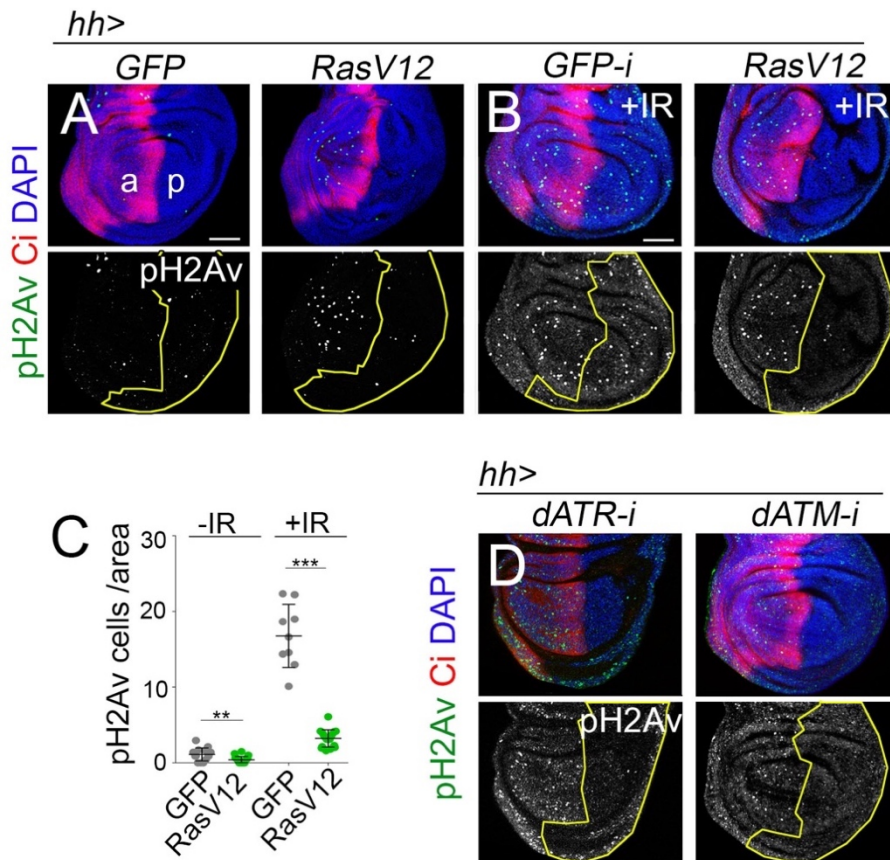 hh>
GFP RasV12 GFP-i RasV12
A B +IR +IR
a p
pH2Av Ci DAPI
pH2Av
hh>
dATR-i dATM-i
C -IR +IR
D
30
20
10
0
pH2Av cells /area
***
**
GFP
RasV12
GFP
RasV12
pH2Av Ci DAPI
pH2Av